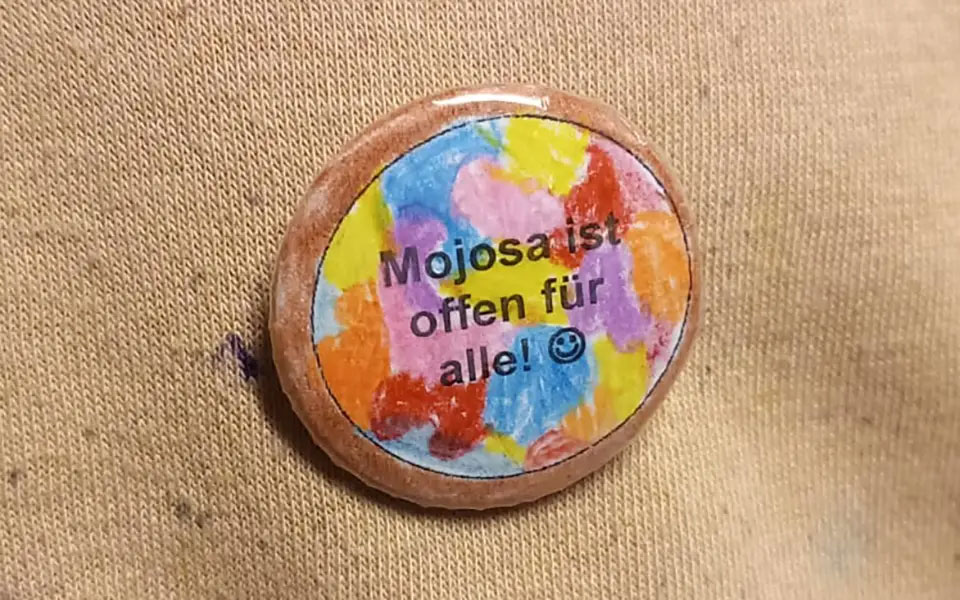 Mojosa ist
offen für
alle! ☺